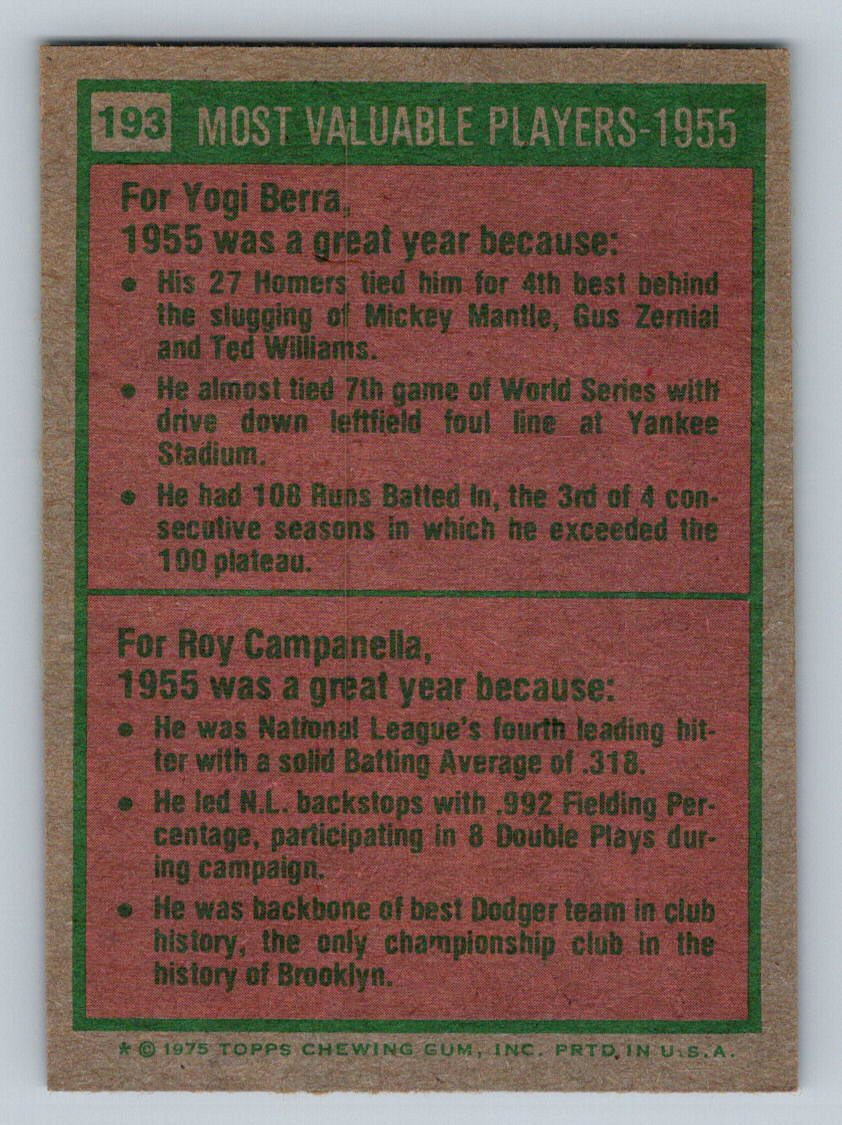 193 MOST VALUABLE PLAYERS-1955
For Yogi Berra,
1955 was a great year because:
• His 27 Homers tied him for 4th best behind
the slugging of Mickey Mantle, Gus Zernial
and Ted Williams.
• He almost tied 7th game of World Series with
drive down leftfield foul line at Yankee
Stadium.
• He had 108 Runs Batted In, the 3rd of 4 con-
secutive seasons in which he exceeded the
100 plateau.
For Roy Campanella,
1955 was a great year because:
• He was National League's fourth leading hit-
ter with a solid Batting Average of .318.
• He led N.L. backstops with .992 Fielding Per-
centage, participating in 8 Double Plays dur-
ing campaign.
• He was backbone of best Dodger team in club
history, the only championship club in the
history of Brooklyn.
* © 1975 TOPPS CHEWING GUM, INC. PRTD. IN U.S.A.